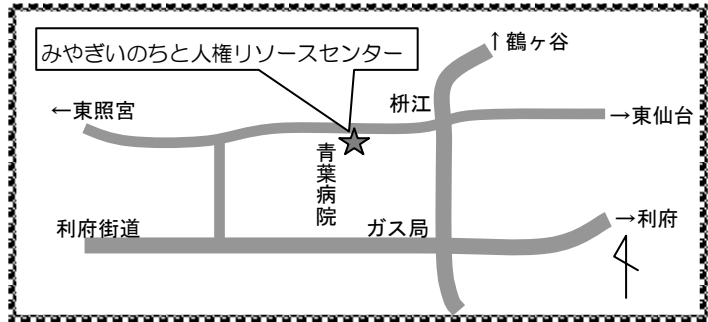 ↑鶴ヶ谷
みやぎいのちと人権リソースセンター
枡江
←東照宮
→東仙台
青葉病院
利府街道
ガス局
→利府